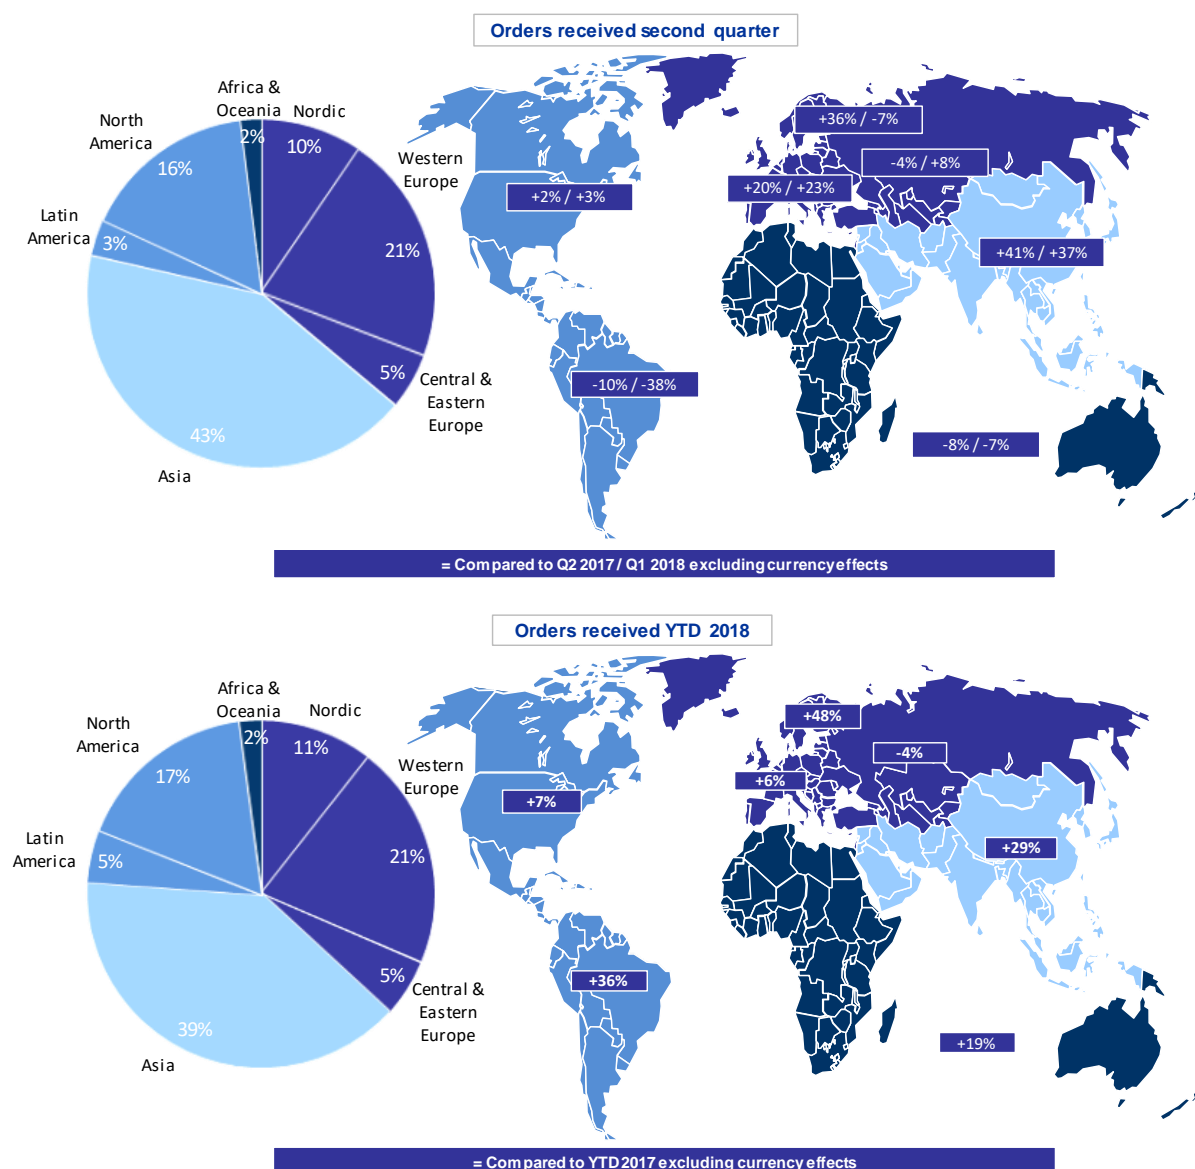 Orders received second quarter
Africa &
Oceania
Nordic
North
America
2%
10%
Western
Europe
16%
Latin
America
3%
21%
5%
Central &
Eastern
Europe
43%
Asia
+36% / -7%
-4% / +8%
+2% / +3%
+20% / +23%
+41% / +37%
-10% / -38%
-8% / -7%
= Compared to Q2 2017 / Q1 2018 excluding currency effects
Orders received YTD 2018
Africa &
Oceania
Nordic
North
America
2%
11%
Western
Europe
17%
Latin
America
5%
21%
5%
Central &
Eastern
Europe
39%
Asia
+48%
-4%
+6%
+7%
+29%
+36%
+19%
= Compared to YTD 2017 excluding currency effects